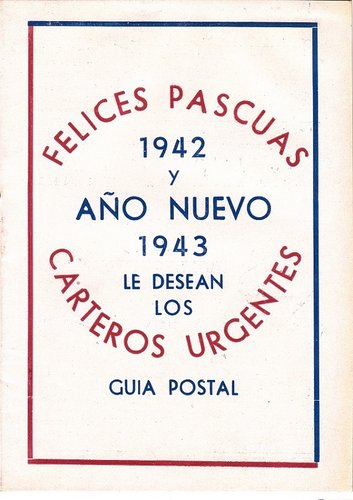 FELICES PASCUAS
1942
Y
AÑO NUEVO
1943
LE DESEAN
LOS
CARTEROS URGENTES
GUIA POSTAL